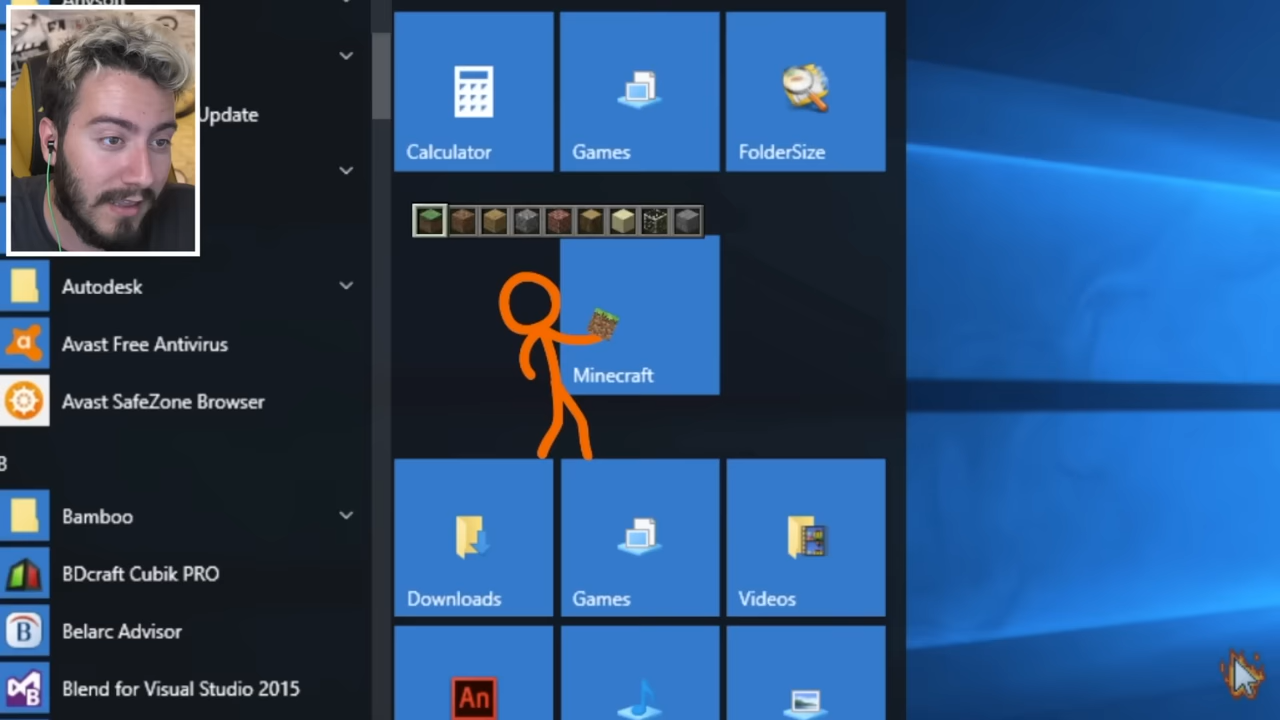 Update
Autodesk
Avast Free Antivirus
Avast SafeZone Browser
B
Bamboo
BDcraft Cubik PRO
Belarc Advisor
Blend for Visual Studio 2015
Calculator
Games
FolderSize
Minecraft
Downloads
Games
Videos
An